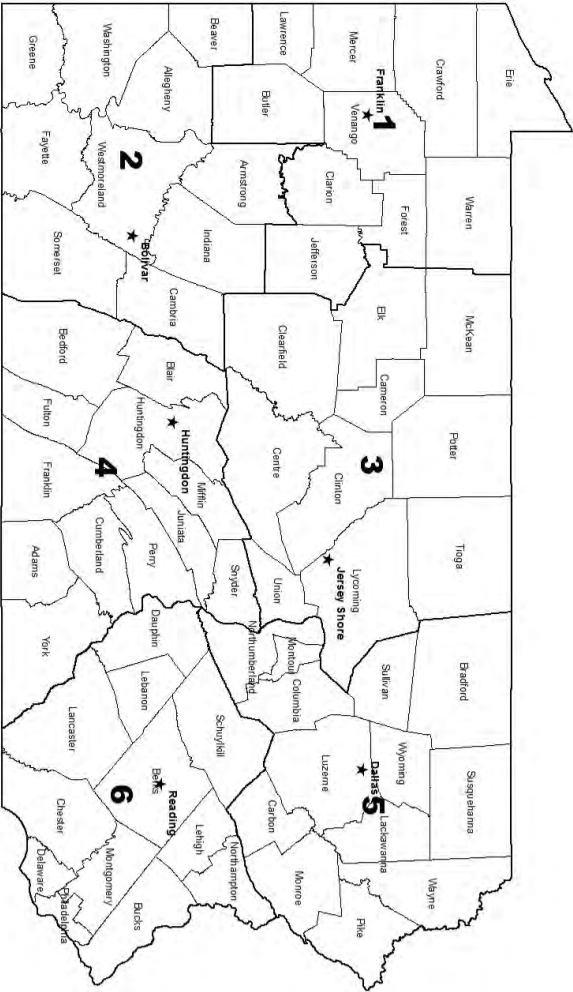 Erie
Crawford
Warren
McKean
Potter
Tioga
Bradford
Susquehanna
Wayne
Mercer
Franklin
1
Venango
Forest
Elk
Cameron
3
Clinton
Lycoming
Jersey Shore
Sullivan
Wyoming
Lackawanna
Dallas
5
Pike
Lawrence
Butler
Clarion
Jefferson
Clearfield
Centre
Union
Montour
Northumberland
Columbia
Luzerne
Carbon
Monroe
Beaver
Allegheny
Armstrong
Indiana
Cambria
Blair
Huntingdon
Huntingdon
Mifflin
Juniata
Snyder
Schuylkill
Lehigh
Northampton
Washington
2
Westmoreland
Bolivar
4
Perry
Dauphin
Lebanon
Berks
Reading
6
Montgomery
Bucks
Greene
Fayette
Somerset
Bedford
Fulton
Franklin
Cumberland
Adams
York
Lancaster
Chester
Delaware
Philadelphia